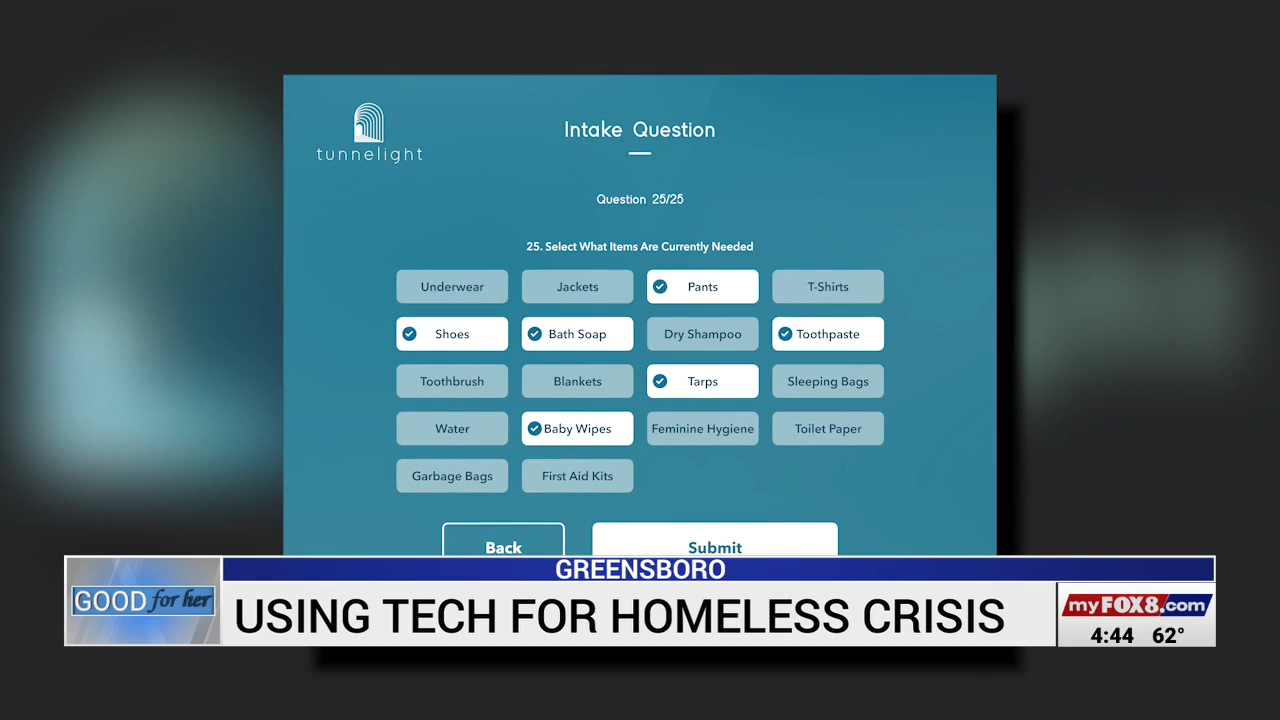 tunnelight
Intake Question
Question 25/25
25. Select What Items Are Currently Needed
Underwear
Jackets
Pants
T-Shirts
Shoes
Bath Soap
Dry Shampoo
Toothpaste
Toothbrush
Blankets
Tarps
Sleeping Bags
Water
Baby Wipes
Feminine Hygiene
Toilet Paper
Garbage Bags
First Aid Kits
Back
Submit
GREENSBORO
GOOD for her
USING TECH FOR HOMELESS CRISIS
myFOX8.com
4:44 62°